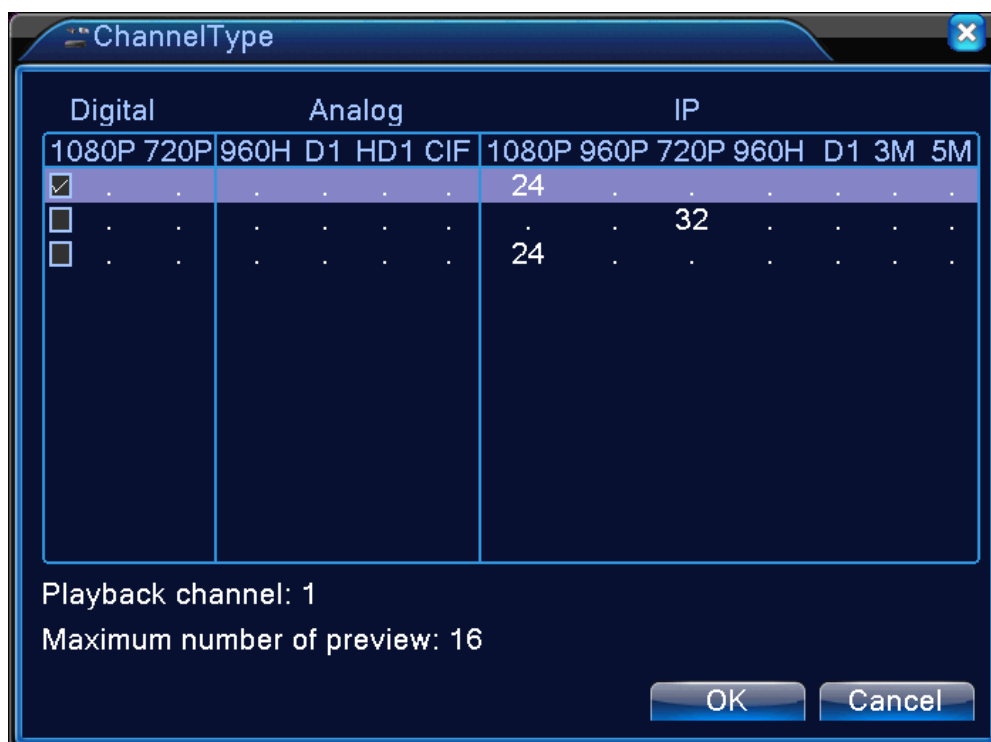 ChannelType
Digital Analog IP
1080P 720P 960H D1 HD1 CIF 1080P 960P 720P 960H D1 3M 5M
. . . . . . 24 . . . . . .
. . . . . . . . 32 . . . .
. . . . . . 24 . . . . . .
Playback channel: 1
Maximum number of preview: 16
OK Cancel